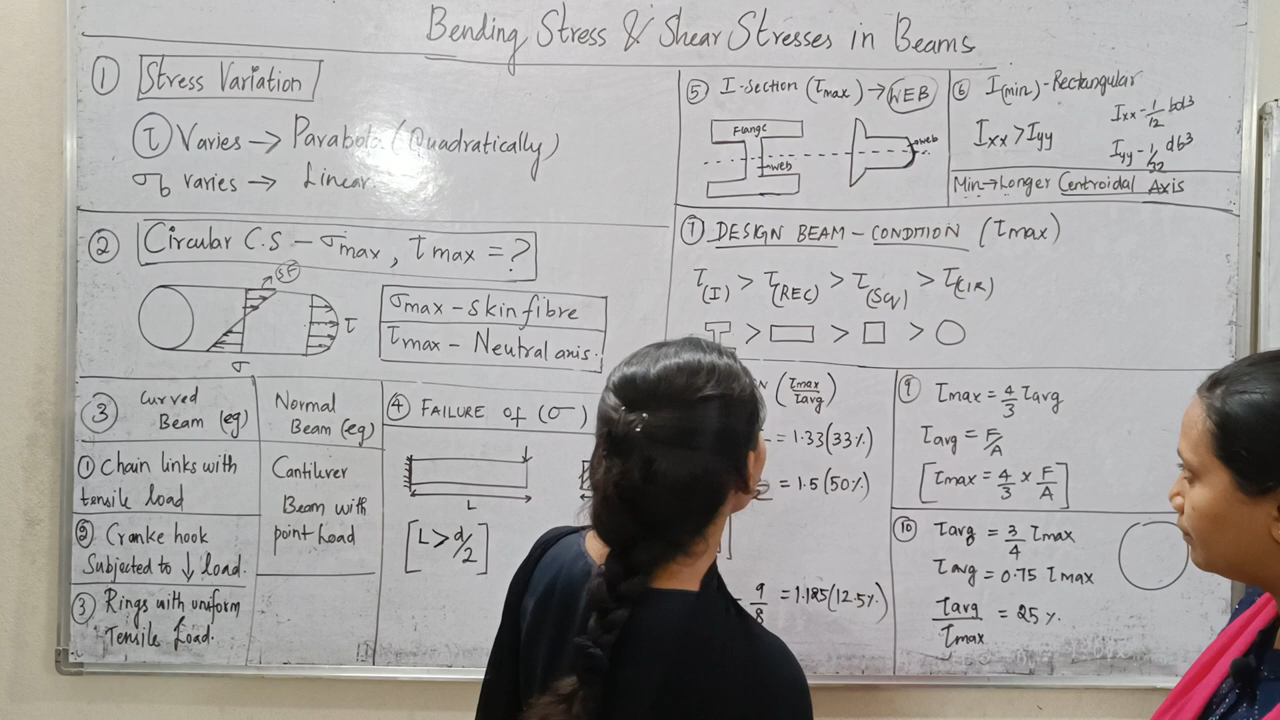 Bending Stress & Shear Stresses in Beams
① Stress Variation
τ Varies → Parabola (Quadratically)
σb varies → Linear
② Circular C.S - σmax, τmax = ?
SF
τ
σ
σmax - Skin fibre
τmax - Neutral axis.
③ Curved Beam (eg)
Normal Beam (eg)
① Chain links with
tensile load
② Cranke hook
Subjected to ↓ load.
③ Rings with uniform
Tensile Load.
Cantiliver
Beam with
point Load
④ FAILURE of (σ)
L
[L > d/2]
⑤ I-Section (τmax) → WEB
Flange
web
web
⑥ I(min) - Rectangular
Ixx > Iyy
Ixx - 1/12 bd3
Iyy - 1/32 db3
Min → Longer Centroidal Axis
⑦ DESIGN BEAM - CONDITION (τmax)
τ(I) > τ(REC) > τ(SQ) > τ(CIR)
> > >
(τmax/τavg)
= 1.33 (33%)
= 1.5 (50%)
9/8 = 1.185 (12.5%)
⑨ τmax = 4/3 τavg
τavg = F/A
[τmax = 4/3 x F/A]
⑩ τavg = 3/4 τmax
τavg = 0.75 τmax
τavg/τmax = 25 %.